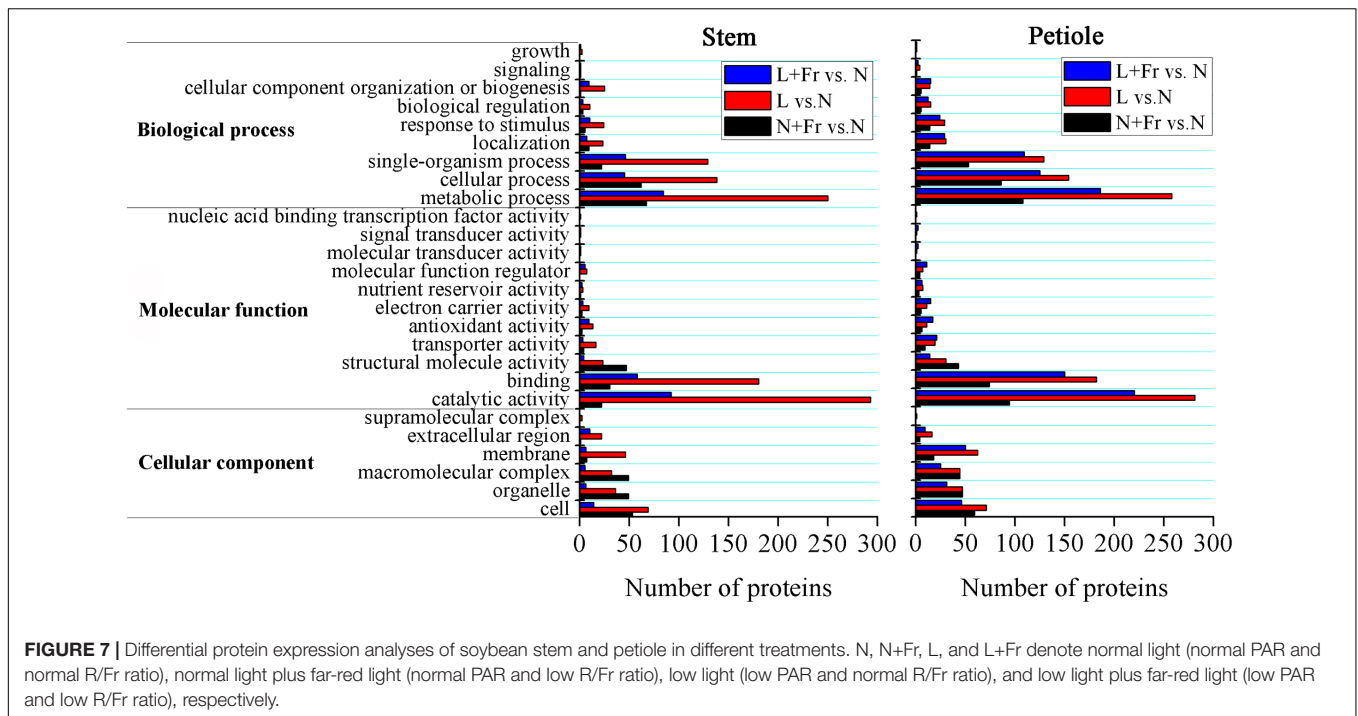 Stem
Petiole
growth
signaling
cellular component organization or biogenesis
biological regulation
Biological process
response to stimulus
localization
single-organism process
cellular process
metabolic process
nucleic acid binding transcription factor activity
signal transducer activity
molecular transducer activity
molecular function regulator
nutrient reservoir activity
Molecular function
electron carrier activity
antioxidant activity
transporter activity
structural molecule activity
binding
catalytic activity
supramolecular complex
extracellular region
Cellular component
membrane
macromolecular complex
organelle
cell
L+Fr vs. N
L vs.N
N+Fr vs.N
L+Fr vs. N
L vs.N
N+Fr vs.N
0 50 100 150 200 250 300
0 50 100 150 200 250 300
Number of proteins
Number of proteins
FIGURE 7 | Differential protein expression analyses of soybean stem and petiole in different treatments. N, N+Fr, L, and L+Fr denote normal light (normal PAR and
normal R/Fr ratio), normal light plus far-red light (normal PAR and low R/Fr ratio), low light (low PAR and normal R/Fr ratio), and low light plus far-red light (low PAR
and low R/Fr ratio), respectively.